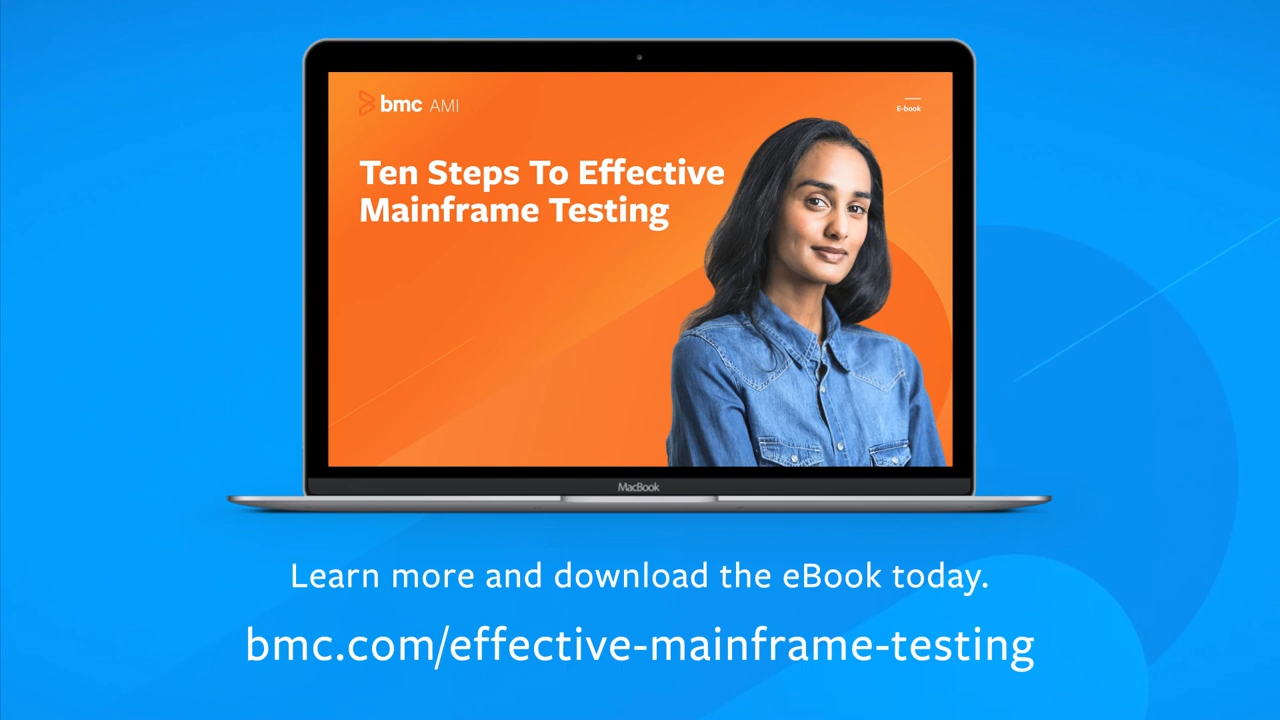 bmc AMI
E-book
Ten Steps To Effective
Mainframe Testing
MacBook
Learn more and download the eBook today.
bmc.com/effective-mainframe-testing